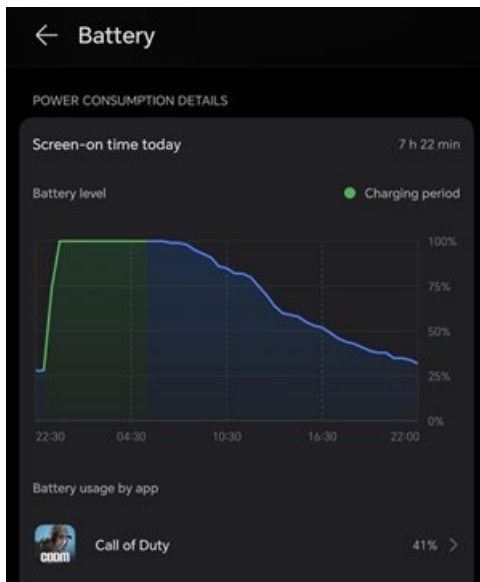 ← Battery
POWER CONSUMPTION DETAILS
Screen-on time today 7 h 22 min
Battery level Charging period
100%
75%
50%
25%
0%
22:30 04:30 10:30 16:30 22:00
Battery usage by app
CODM
Call of Duty 41% >